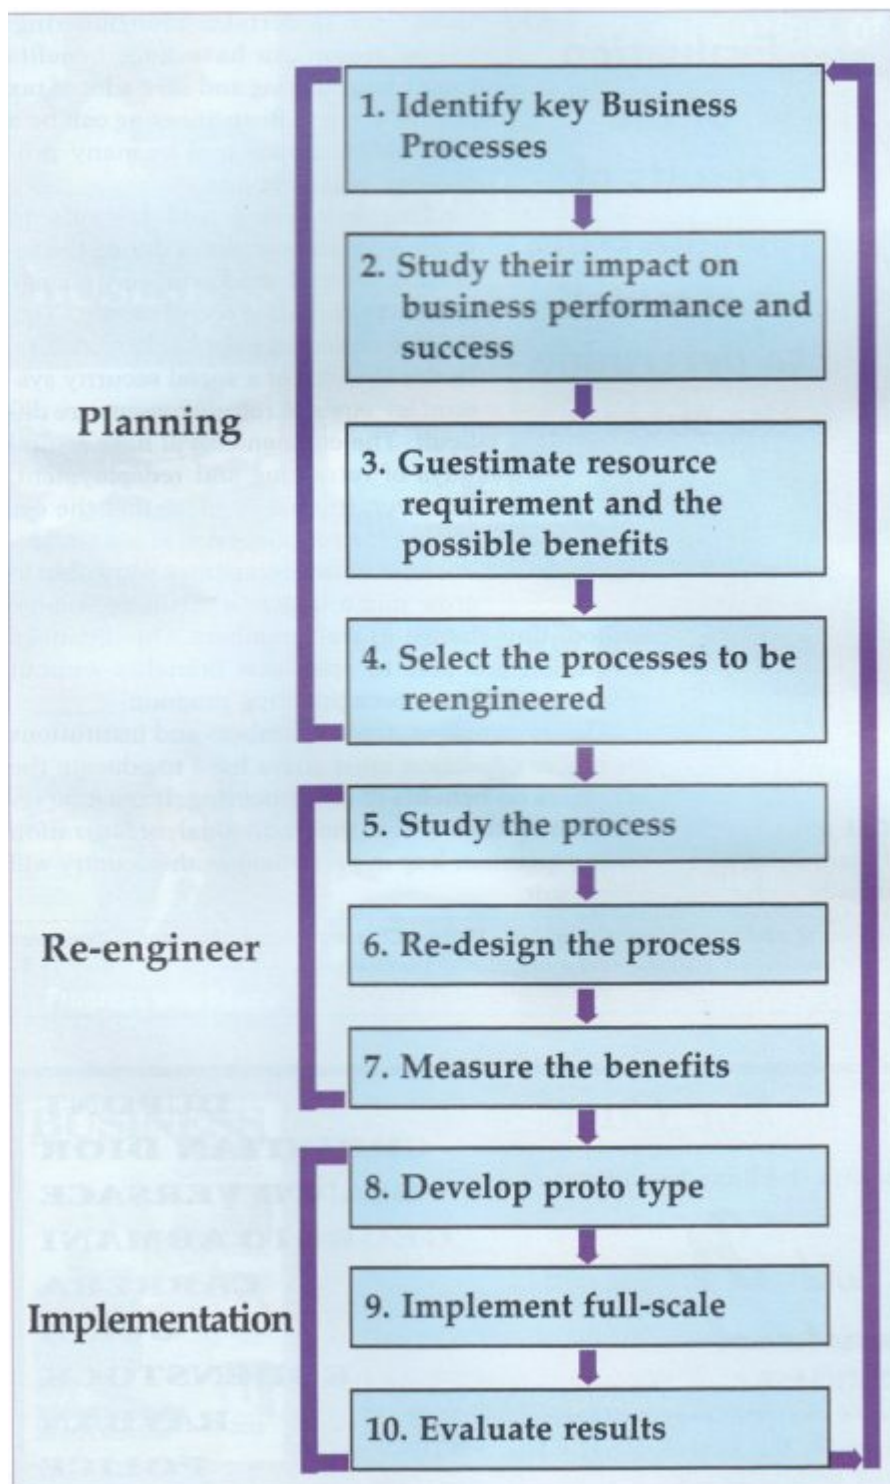 1. Identify key Business
Processes
2. Study their impact on
business performance and
success
Planning
3. Guestimate resource
requirement and the
possible benefits
4. Select the processes to be
reengineered
5. Study the process
Re-engineer
6. Re-design the process
7. Measure the benefits
8. Develop proto type
Implementation
9. Implement full-scale
10. Evaluate results